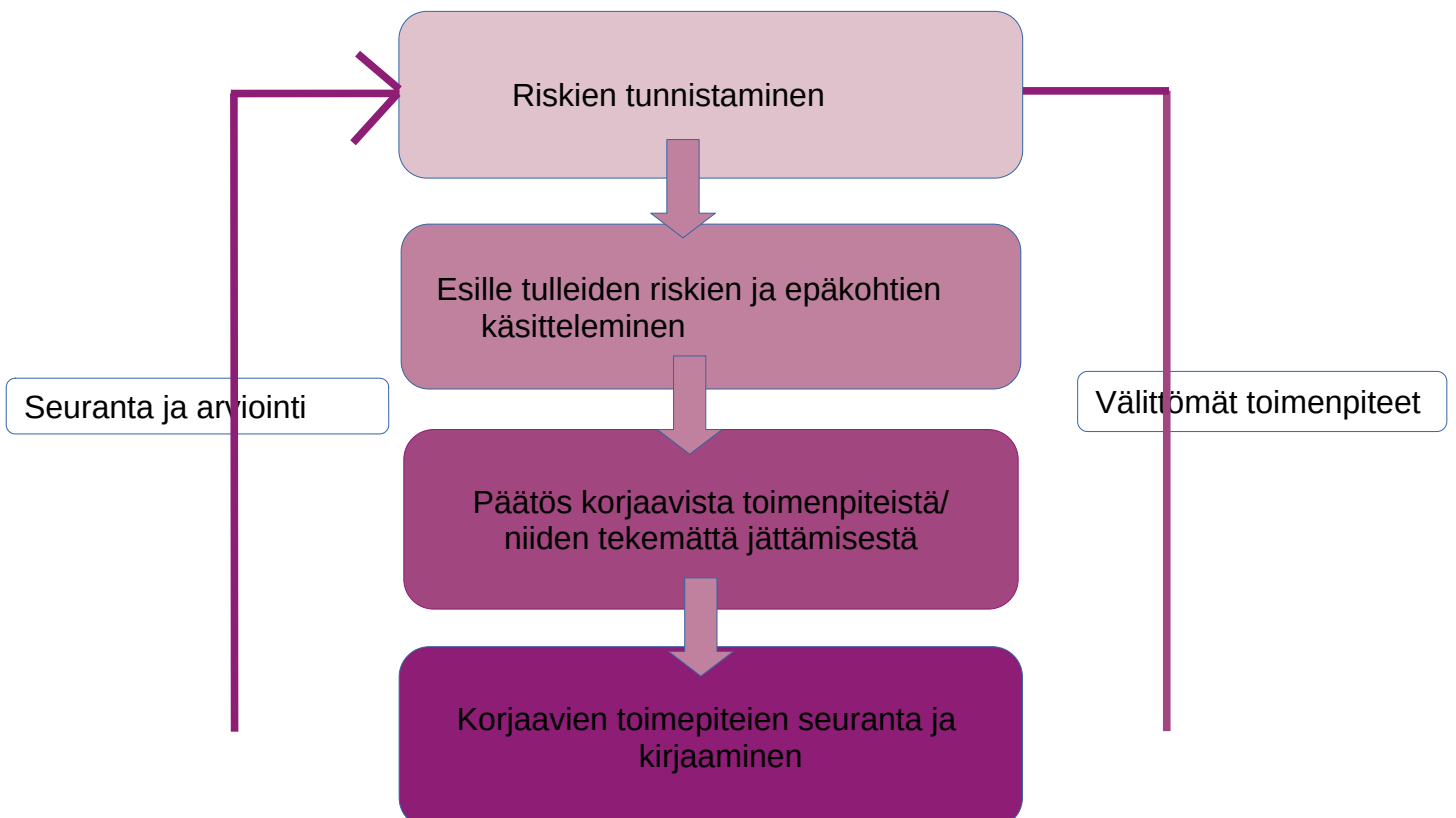 Riskien tunnistaminen
Esille tulleiden riskien ja epäkohtien
käsitteleminen
Seuranta ja arviointi
Välittömät toimenpiteet
Päätös korjaavista toimenpiteistä/
niiden tekemättä jättämisestä
Korjaavien toimepiteien seuranta ja
kirjaaminen